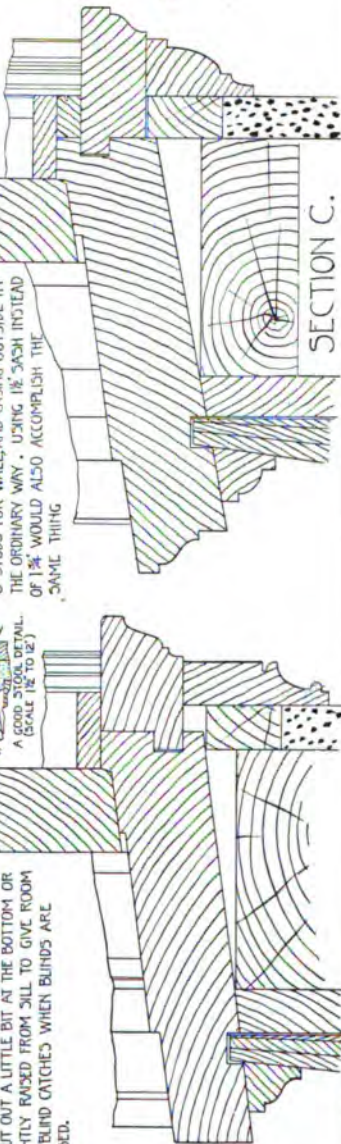 UT OUT A LITTLE BIT AT THE BOTTOM OR
HTLY RAISED FROM SILL TO GIVE ROOM
BLIND CATCHES WHEN BLINDS ARE
A GOOD STOOL DETAIL.
(SCALE 1½" TO 12")
THE ORDINARY WAY. USING 1⅜" SASH INSTEAD
OF 1¾" WOULD ALSO ACCOMPLISH THE
SAME THING
SECTION C.